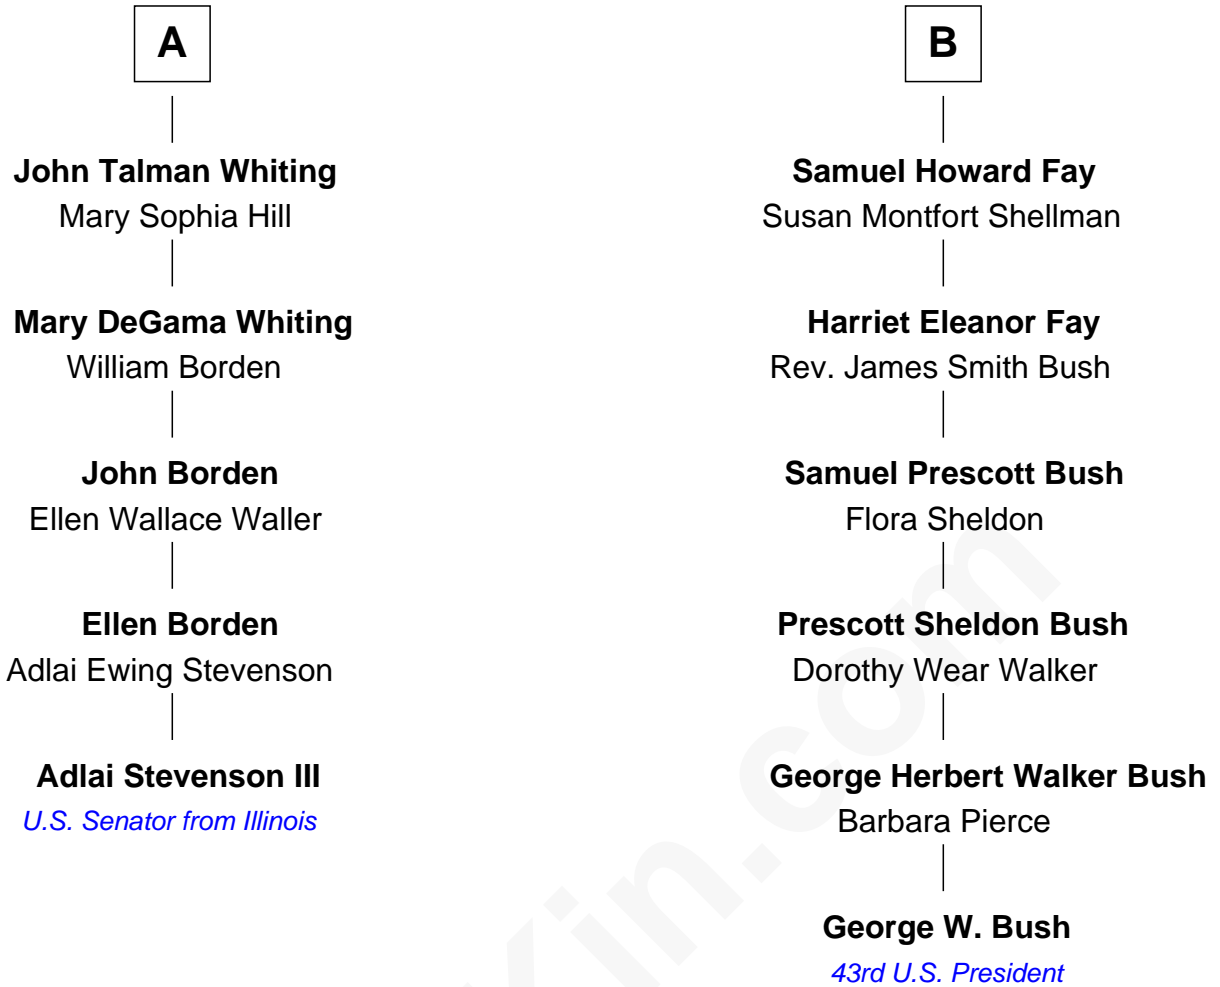 A
John Talman Whiting
Mary Sophia Hill
Mary DeGama Whiting
William Borden
John Borden
Ellen Wallace Waller
Ellen Borden
Adlai Ewing Stevenson
Adlai Stevenson III
U.S. Senator from Illinois
B
Samuel Howard Fay
Susan Montfort Shellman
Harriet Eleanor Fay
Rev. James Smith Bush
Samuel Prescott Bush
Flora Sheldon
Prescott Sheldon Bush
Dorothy Wear Walker
George Herbert Walker Bush
Barbara Pierce
George W. Bush
43rd U.S. President
Kin.com